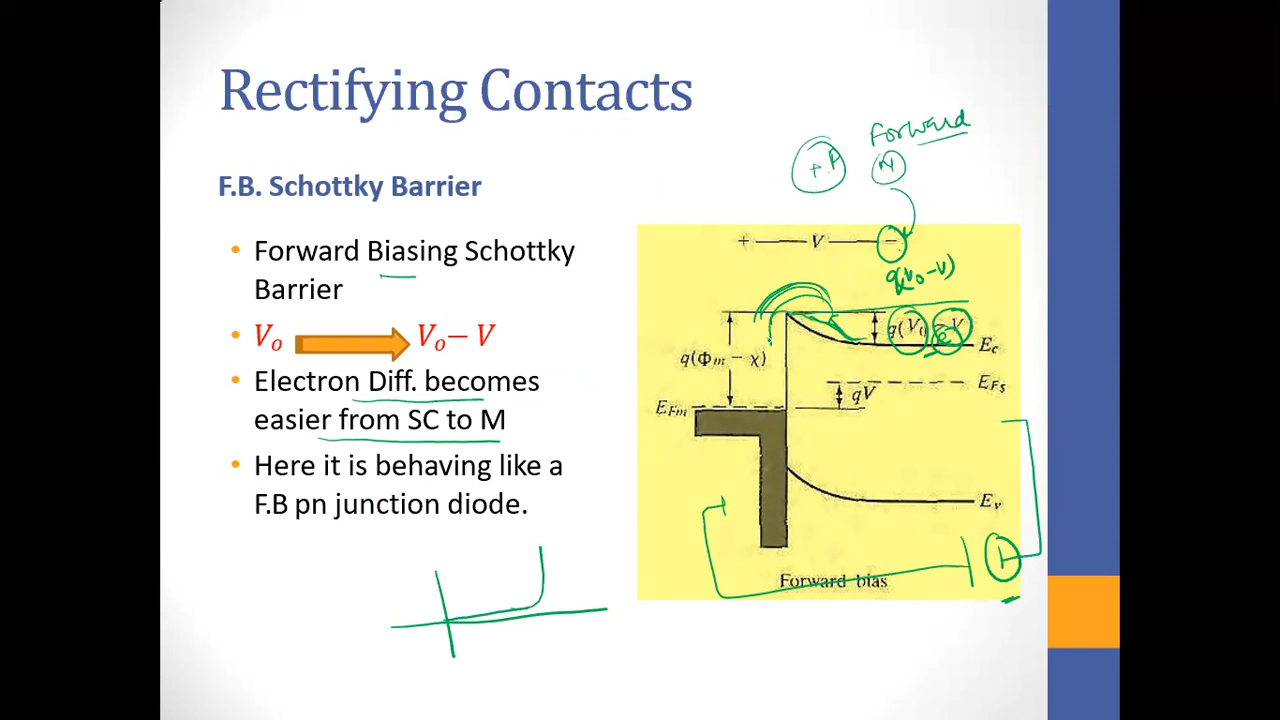 Rectifying Contacts
Forward
+ P
N
F.B. Schottky Barrier
• Forward Biasing Schottky
Barrier
• V₀ V₀− V
• Electron Diff. becomes
easier from SC to M
• Here it is behaving like a
F.B pn junction diode.
+ V −
q(V₀−V)
q(V₀ − V
q(Φm − χ)
Ec
EFs
qV
EFm
Ev
Forward bias